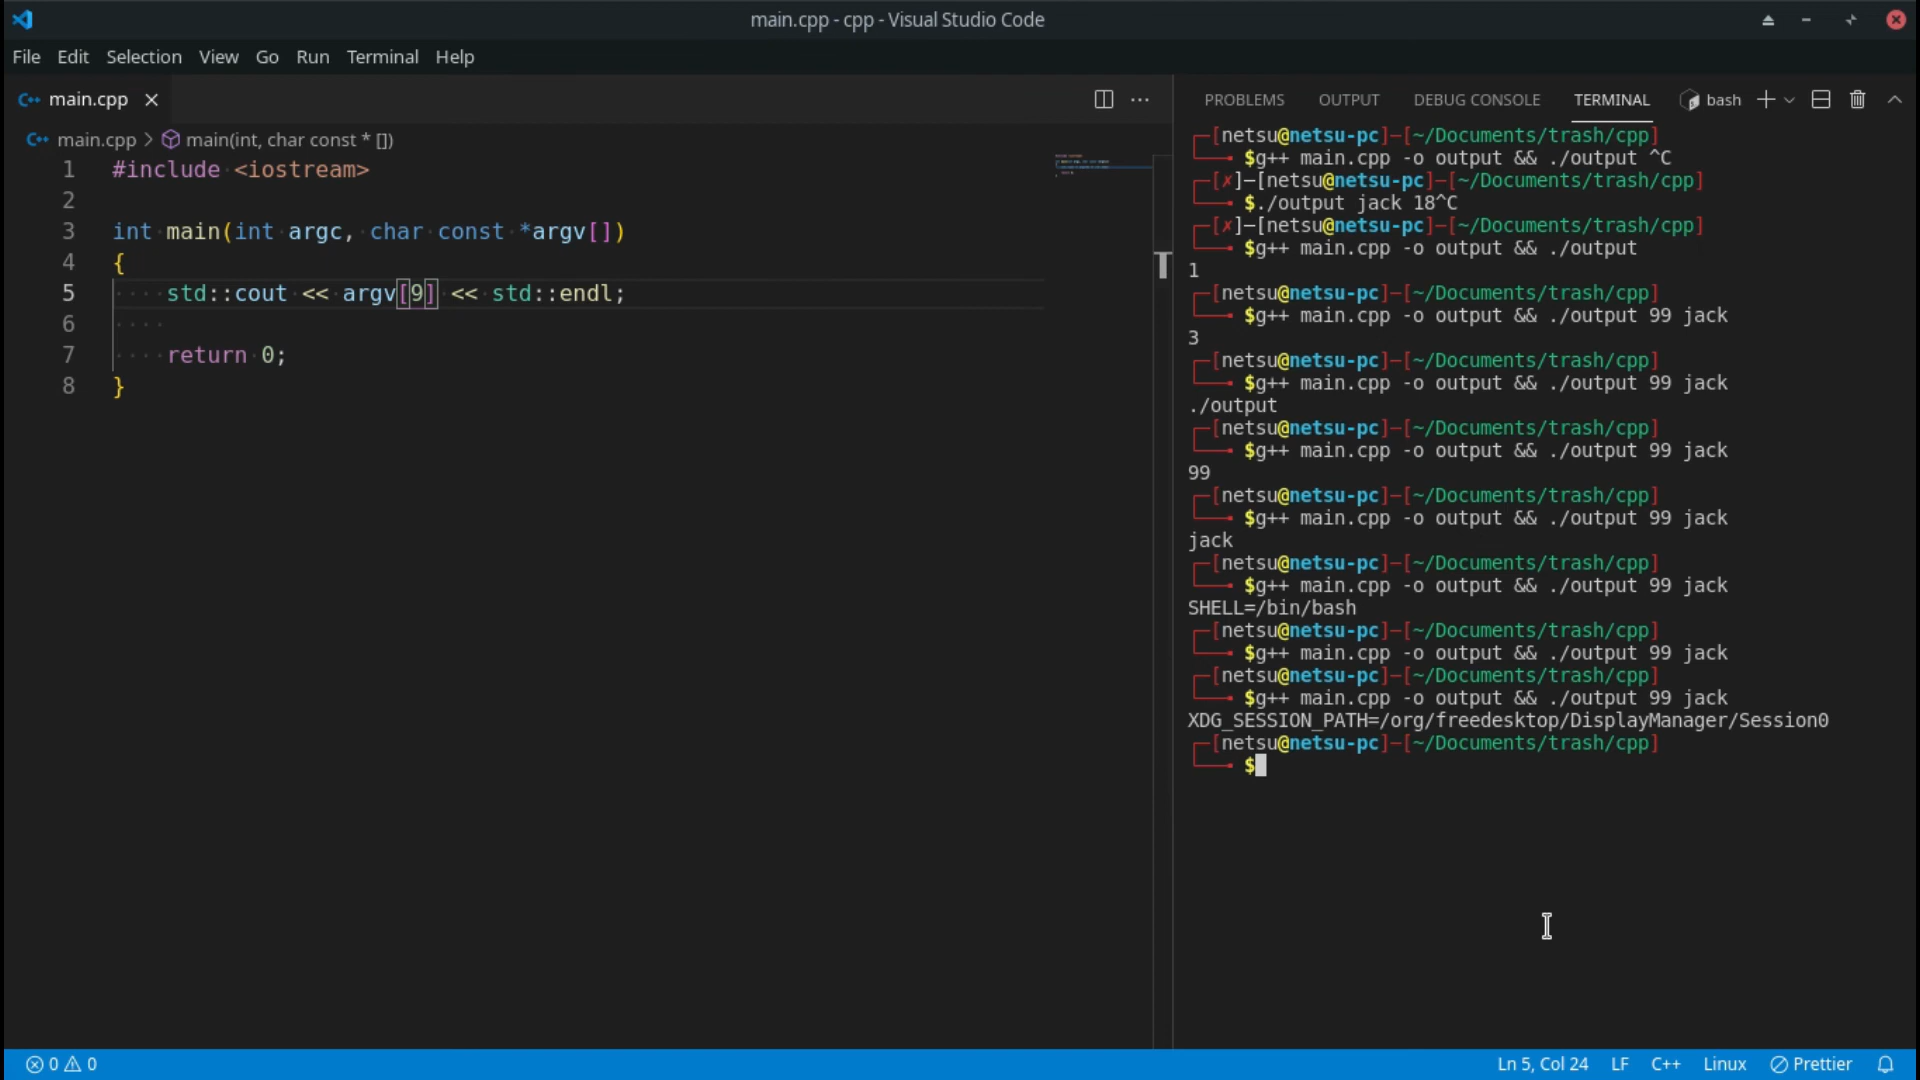 main.cpp - cpp - Visual Studio Code
File Edit Selection View Go Run Terminal Help
main.cpp
main.cpp > main(int, char const * [])
1 #include <iostream>
2
3 int main(int argc, char const *argv[])
4 {
5 std::cout << argv[9] << std::endl;
6
7 return 0;
8 }
PROBLEMS OUTPUT DEBUG CONSOLE TERMINAL bash
[netsu@netsu-pc]─[~/Documents/trash/cpp]
$g++ main.cpp -o output && ./output ^C
[✗]─[netsu@netsu-pc]─[~/Documents/trash/cpp]
$./output jack 18^C
[✗]─[netsu@netsu-pc]─[~/Documents/trash/cpp]
$g++ main.cpp -o output && ./output
1
[netsu@netsu-pc]─[~/Documents/trash/cpp]
$g++ main.cpp -o output && ./output 99 jack
3
[netsu@netsu-pc]─[~/Documents/trash/cpp]
$g++ main.cpp -o output && ./output 99 jack
./output
[netsu@netsu-pc]─[~/Documents/trash/cpp]
$g++ main.cpp -o output && ./output 99 jack
99
[netsu@netsu-pc]─[~/Documents/trash/cpp]
$g++ main.cpp -o output && ./output 99 jack
jack
[netsu@netsu-pc]─[~/Documents/trash/cpp]
$g++ main.cpp -o output && ./output 99 jack
SHELL=/bin/bash
[netsu@netsu-pc]─[~/Documents/trash/cpp]
$g++ main.cpp -o output && ./output 99 jack
[netsu@netsu-pc]─[~/Documents/trash/cpp]
$g++ main.cpp -o output && ./output 99 jack
XDG_SESSION_PATH=/org/freedesktop/DisplayManager/Session0
[netsu@netsu-pc]─[~/Documents/trash/cpp]
$
0 0 Ln 5, Col 24 LF C++ Linux Prettier